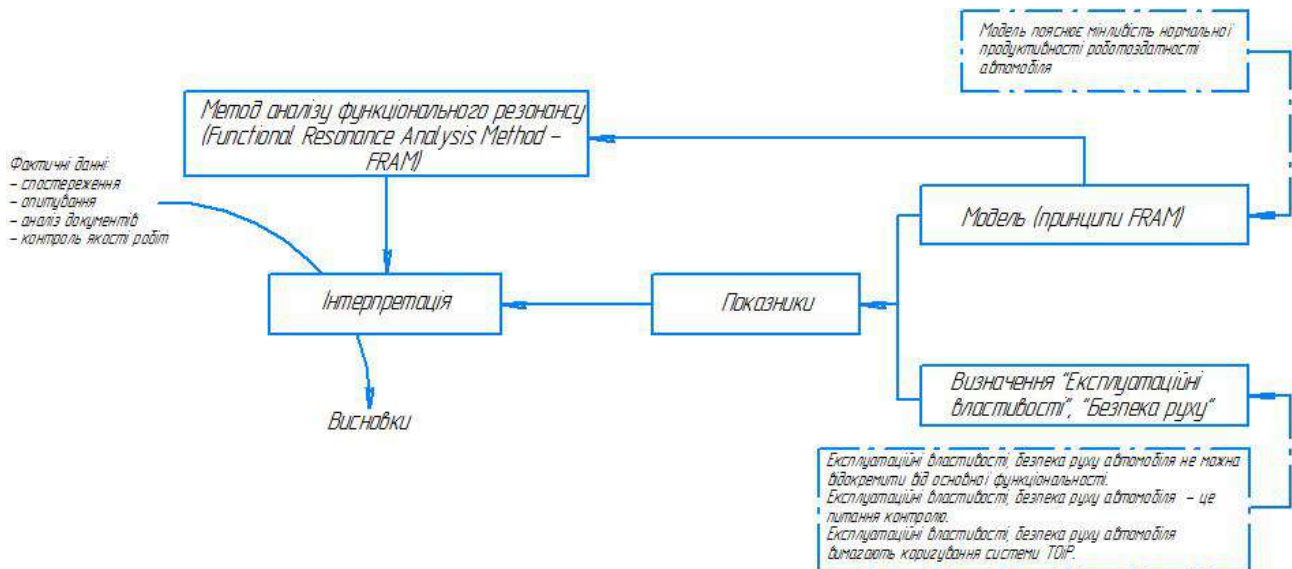 Модель пояснює мінливість нормальної
продуктивності роботоздатності
автомобіля
Метод аналізу функціонального резонансу
(Functional Resonance Analysis Method –
FRAM)
Фактичні данні:
– спостереження
– опитування
– аналіз документів
– контроль якості робіт
Модель (принципи FRAM)
Інтерпретація
Показники
Визначення "Експлуатаційні
властивості", "Безпека руху"
Висновки
Експлуатаційні властивості, безпека руху автомобіля не можна
відокремити від основної функціональності.
Експлуатаційні властивості, безпека руху автомобіля – це
питання контролю.
Експлуатаційні властивості, безпека руху автомобіля
вимагають коригування системи ТОіР.